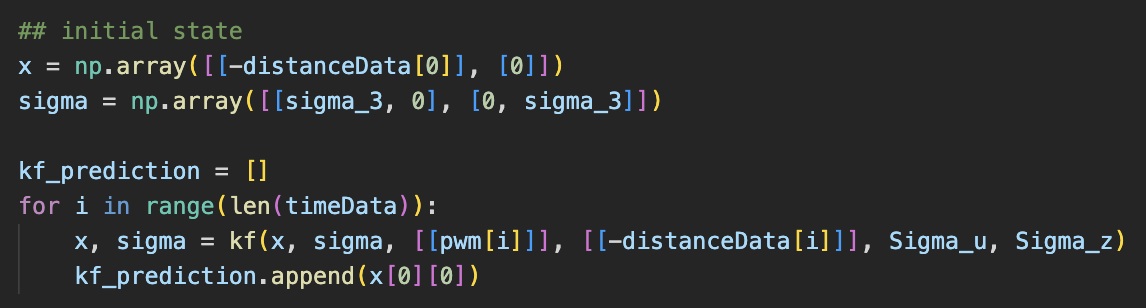 ## initial state
x = np.array([[-distanceData[0]], [0]])
sigma = np.array([[sigma_3, 0], [0, sigma_3]])

kf_prediction = []
for i in range(len(timeData)):
    x, sigma = kf(x, sigma, [[pwm[i]]], [[-distanceData[i]]], Sigma_u, Sigma_z)
    kf_prediction.append(x[0][0])